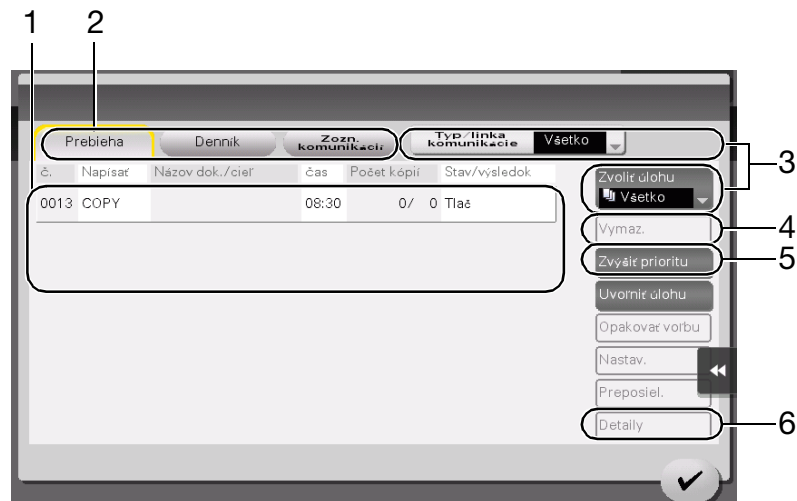 1 2
Prebieha Denník Zozn. komunikácií Typ/linka komunikácie Všetko
3
č. Napísať Názov dok./cieľ čas Počet kópií Stav/výsledok
0013 COPY 08:30 0/ 0 Tlač
Zvoliť úlohu
Všetko
Vymaz.
4
Zvýšiť prioritu
5
Uvoľniť úlohu
Opakovať voľbu
Nastav.
Preposiel.
Detaily
6